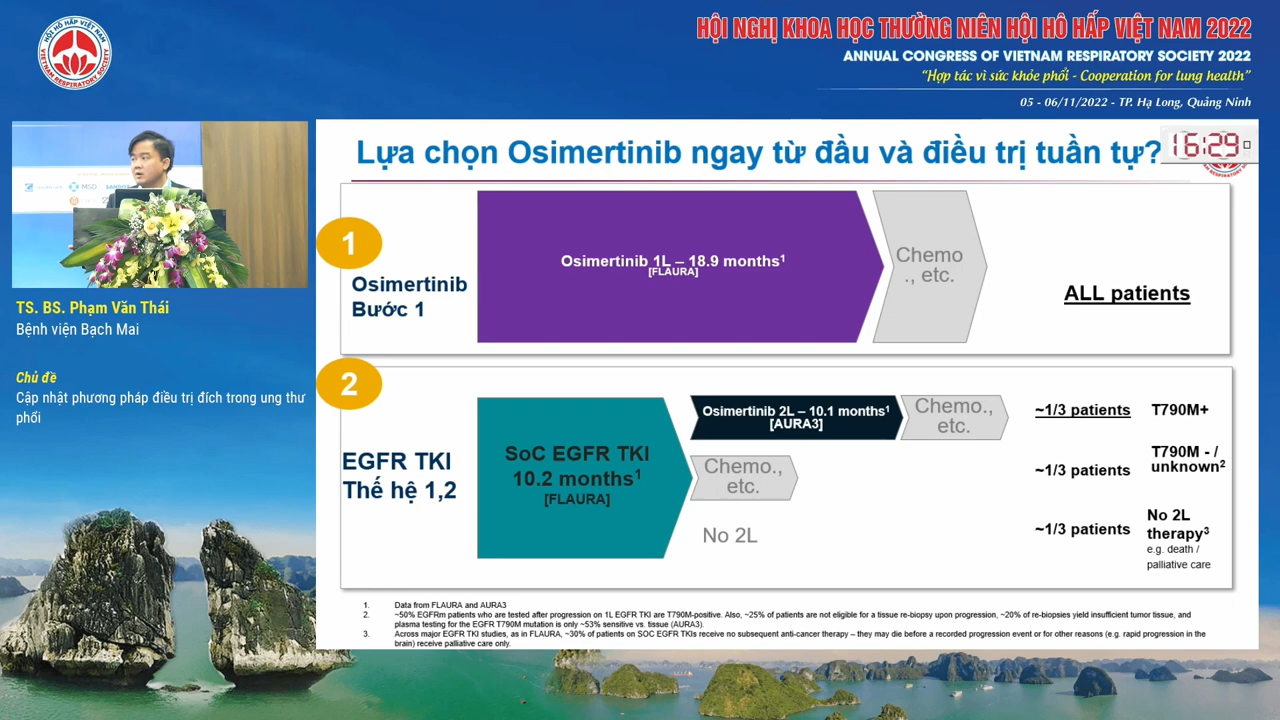 HỘI HÔ HẤP VIỆT NAM
VIETNAM RESPIRATORY SOCIETY
HỘI NGHỊ KHOA HỌC THƯỜNG NIÊN HỘI HÔ HẤP VIỆT NAM 2022
ANNUAL CONGRESS OF VIETNAM RESPIRATORY SOCIETY 2022
“Hợp tác vì sức khỏe phổi - Cooperation for lung health”
05 - 06/11/2022 - TP. Hạ Long, Quảng Ninh
MSD
TS. BS. Phạm Văn Thái
Bệnh viện Bạch Mai
Chủ đề
Cập nhật phương pháp điều trị đích trong ung thư
phổi
Lựa chọn Osimertinib ngay từ đầu và điều trị tuần tự?
16:29
1
Osimertinib
Bước 1
Osimertinib 1L – 18.9 months¹
[FLAURA]
Chemo
., etc.
ALL patients
2
EGFR TKI
Thế hệ 1,2
SoC EGFR TKI
10.2 months¹
[FLAURA]
Osimertinib 2L – 10.1 months¹
[AURA3]
Chemo.,
etc.
~1/3 patients T790M+
Chemo.,
etc.
~1/3 patients T790M - /
unknown²
No 2L
~1/3 patients No 2L
therapy³
e.g. death /
palliative care
1. Data from FLAURA and AURA3
2. ~50% EGFRm patients who are tested after progression on 1L EGFR TKI are T790M-positive. Also, ~25% of patients are not eligible for a tissue re-biopsy upon progression, ~20% of re-biopsies yield insufficient tumor tissue, and
plasma testing for the EGFR T790M mutation is only ~53% sensitive vs. tissue (AURA3).
3. Across major EGFR TKI studies, as in FLAURA, ~30% of patients on SOC EGFR TKIs receive no subsequent anti-cancer therapy – they may die before a recorded progression event or for other reasons (e.g. rapid progression in the
brain) receive palliative care only.